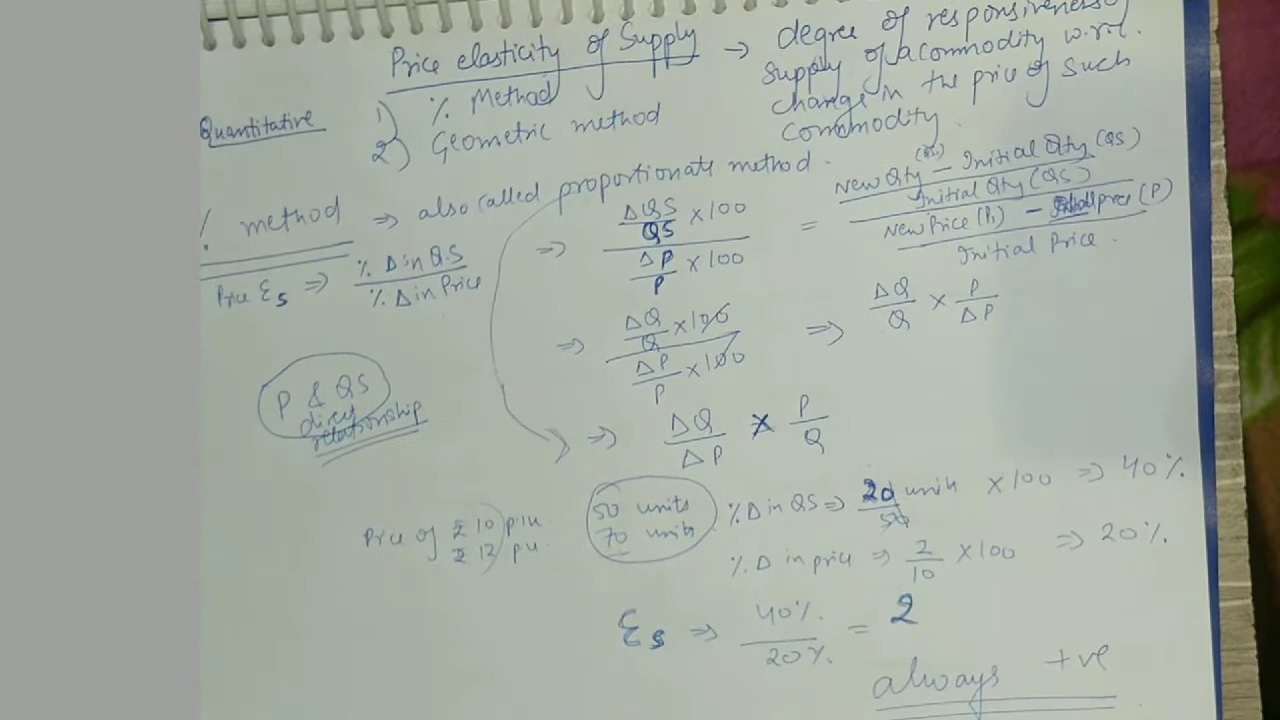 Price elasticity of Supply → degree of responsiveness of
supply of a commodity w.r.t.
change in the price of such
commodity.
Quantitative
1) % Method
2) Geometric method
% method ⇒ also called proportionate method.
Price Es ⇒ % Δ in Q.S / % Δ in Price
⇒ (ΔQS/QS × 100) / (ΔP/P × 100) = (New Qty (QS) – Initial Qty (QS) / Initial Qty (QS)) / (New Price (P1) – Initial price (P) / Initial Price.)
⇒ (ΔQ/Q × 100) / (ΔP/P × 100) ⇒ ΔQ/Q × P/ΔP
P & QS
direct
relationship
⇒ ΔQ/ΔP × P/Q
Price of ₹ 10 p.u.
₹ 12 p.u.
50 units
70 units
% Δ in QS ⇒ 20 units/50 × 100 ⇒ 40%
% Δ in price ⇒ 2/10 × 100 ⇒ 20%
Es ⇒ 40%/20% = 2
always +ve